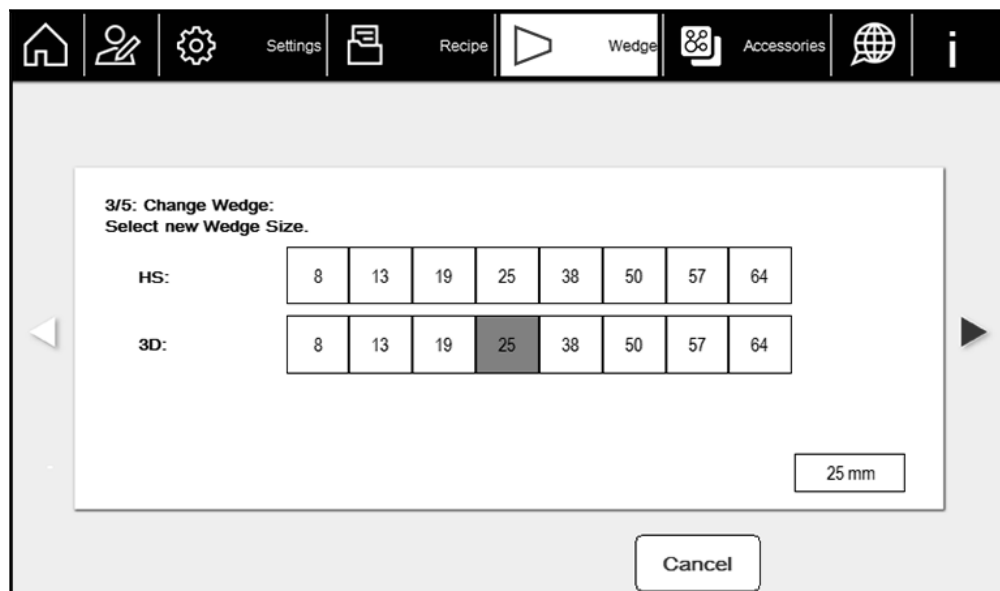 Settings Recipe Wedge Accessories i
3/5: Change Wedge:
Select new Wedge Size.
HS: 8 13 19 25 38 50 57 64
3D: 8 13 19 25 38 50 57 64
25 mm
Cancel